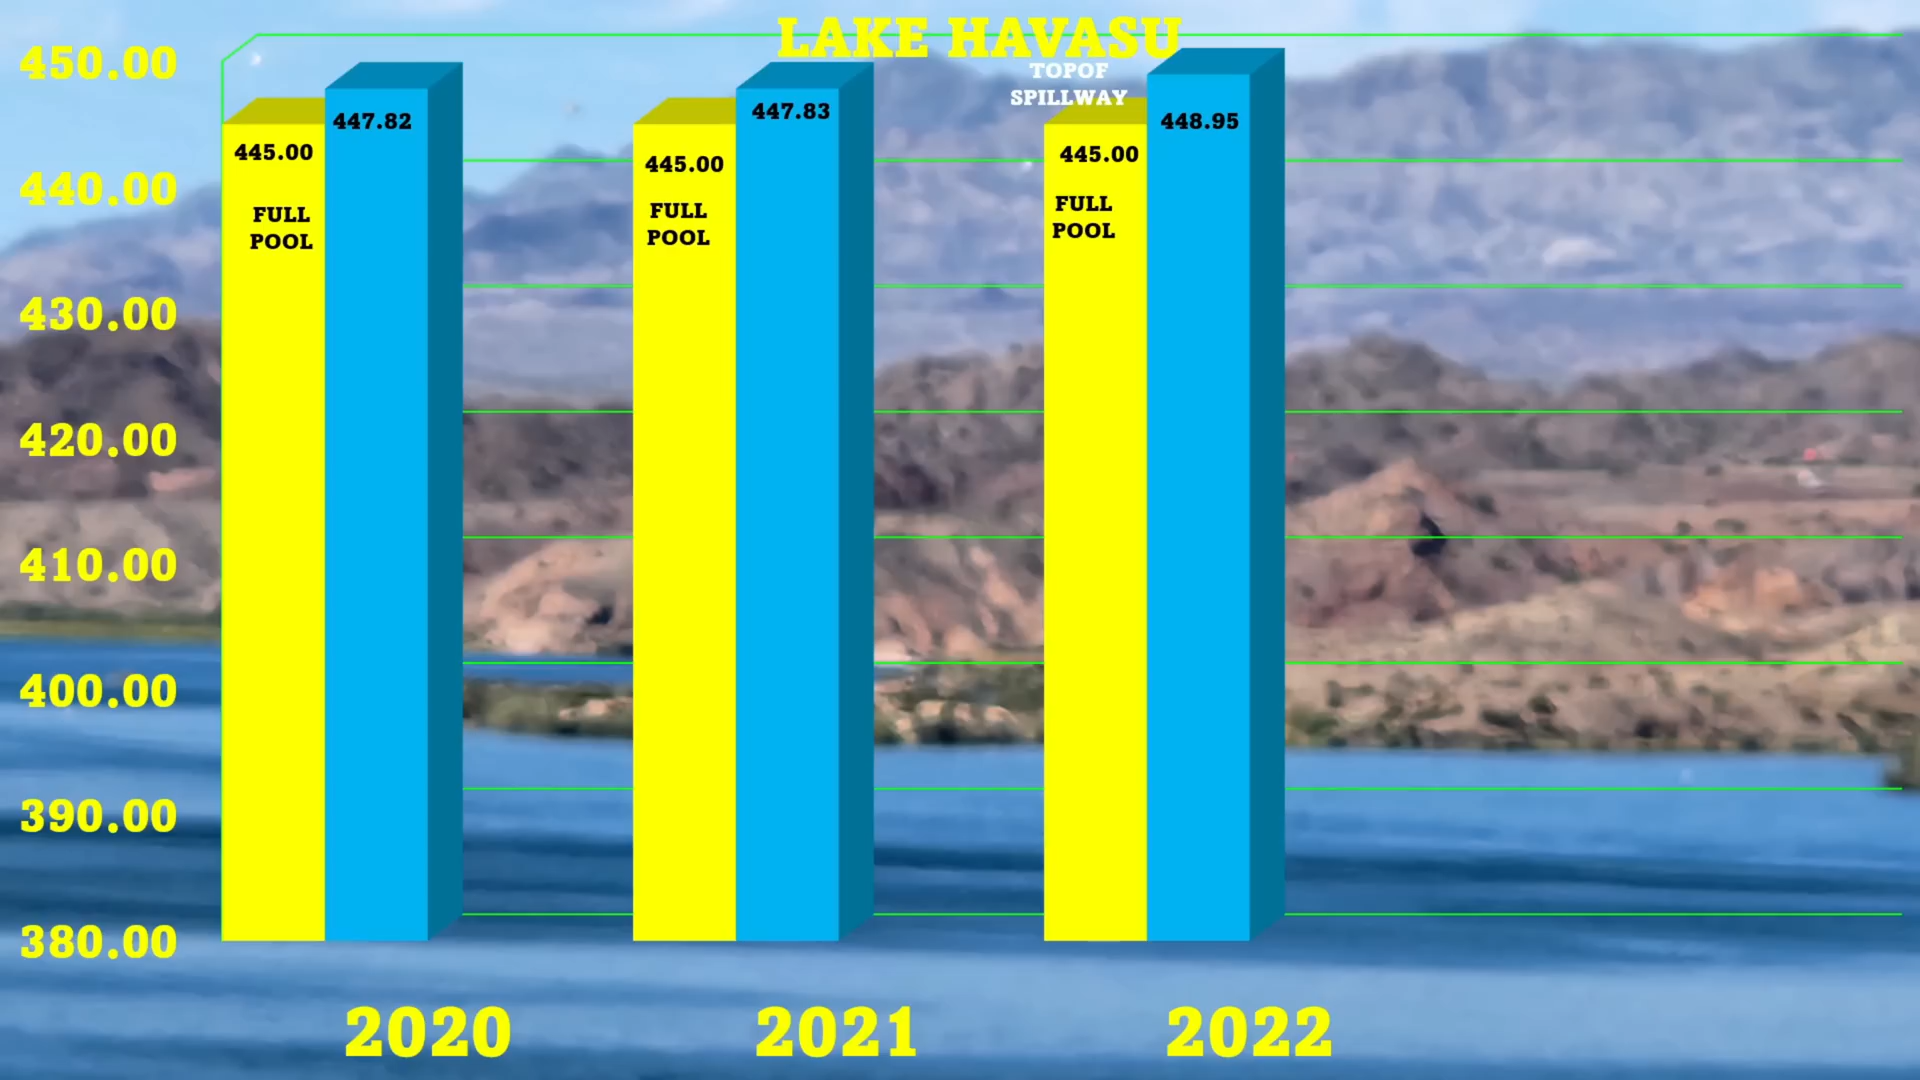 LAKE HAVASU
450.00
440.00
430.00
420.00
410.00
400.00
390.00
380.00
445.00
FULL
POOL
447.82
445.00
FULL
POOL
447.83
TOPOF
SPILLWAY
445.00
FULL
POOL
448.95
2020
2021
2022